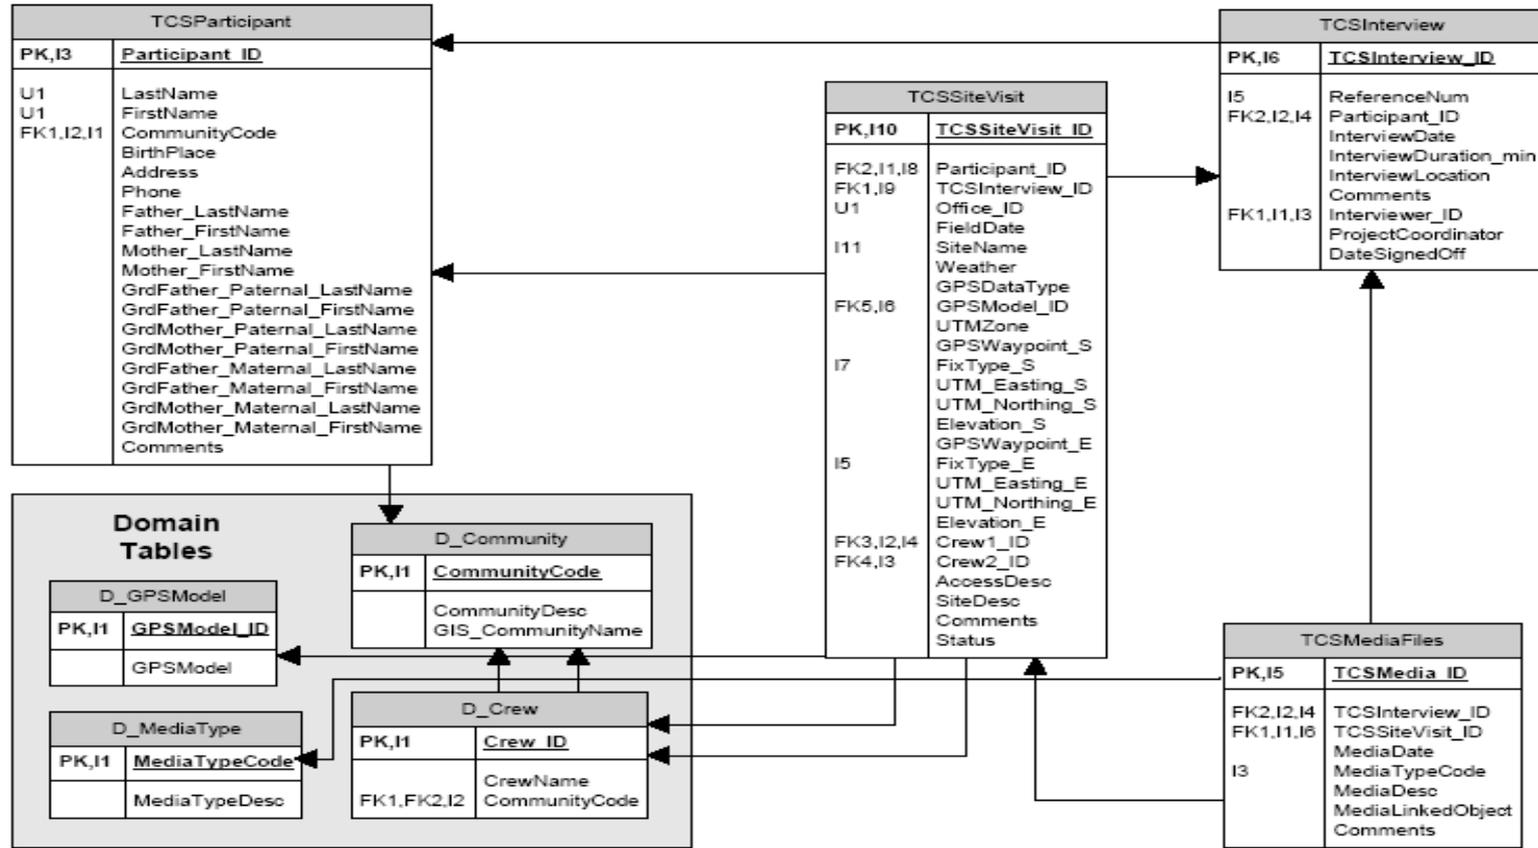 TCSParticipant
PK,I3 Participant_ID
U1 LastName
U1 FirstName
FK1,I2,I1 CommunityCode
BirthPlace
Address
Phone
Father_LastName
Father_FirstName
Mother_LastName
Mother_FirstName
GrdFather_Paternal_LastName
GrdFather_Paternal_FirstName
GrdMother_Paternal_LastName
GrdMother_Paternal_FirstName
GrdFather_Maternal_LastName
GrdFather_Maternal_FirstName
GrdMother_Maternal_LastName
GrdMother_Maternal_FirstName
Comments
TCSSiteVisit
PK,I10 TCSSiteVisit_ID
FK2,I1,I8 Participant_ID
FK1,I9 TCSInterview_ID
U1 Office_ID
FieldDate
I11 SiteName
Weather
GPSDataType
FK5,I6 GPSModel_ID
UTMZone
GPSWaypoint_S
I7 FixType_S
UTM_Easting_S
UTM_Northing_S
Elevation_S
GPSWaypoint_E
I5 FixType_E
UTM_Easting_E
UTM_Northing_E
Elevation_E
FK3,I2,I4 Crew1_ID
FK4,I3 Crew2_ID
AccessDesc
SiteDesc
Comments
Status
TCSInterview
PK,I6 TCSInterview_ID
I5 ReferenceNum
FK2,I2,I4 Participant_ID
InterviewDate
InterviewDuration_min
InterviewLocation
Comments
FK1,I1,I3 Interviewer_ID
ProjectCoordinator
DateSignedOff
Domain
Tables
D_Community
PK,I1 CommunityCode
CommunityDesc
GIS_CommunityName
D_GPSModel
PK,I1 GPSModel_ID
GPSModel
D_MediaType
PK,I1 MediaTypeCode
MediaTypeDesc
D_Crew
PK,I1 Crew_ID
CrewName
FK1,FK2,I2 CommunityCode
TCSMediaFiles
PK,I5 TCSMedia_ID
FK2,I2,I4 TCSInterview_ID
FK1,I1,I6 TCSSiteVisit_ID
MediaDate
I3 MediaTypeCode
MediaDesc
MediaLinkedObject
Comments